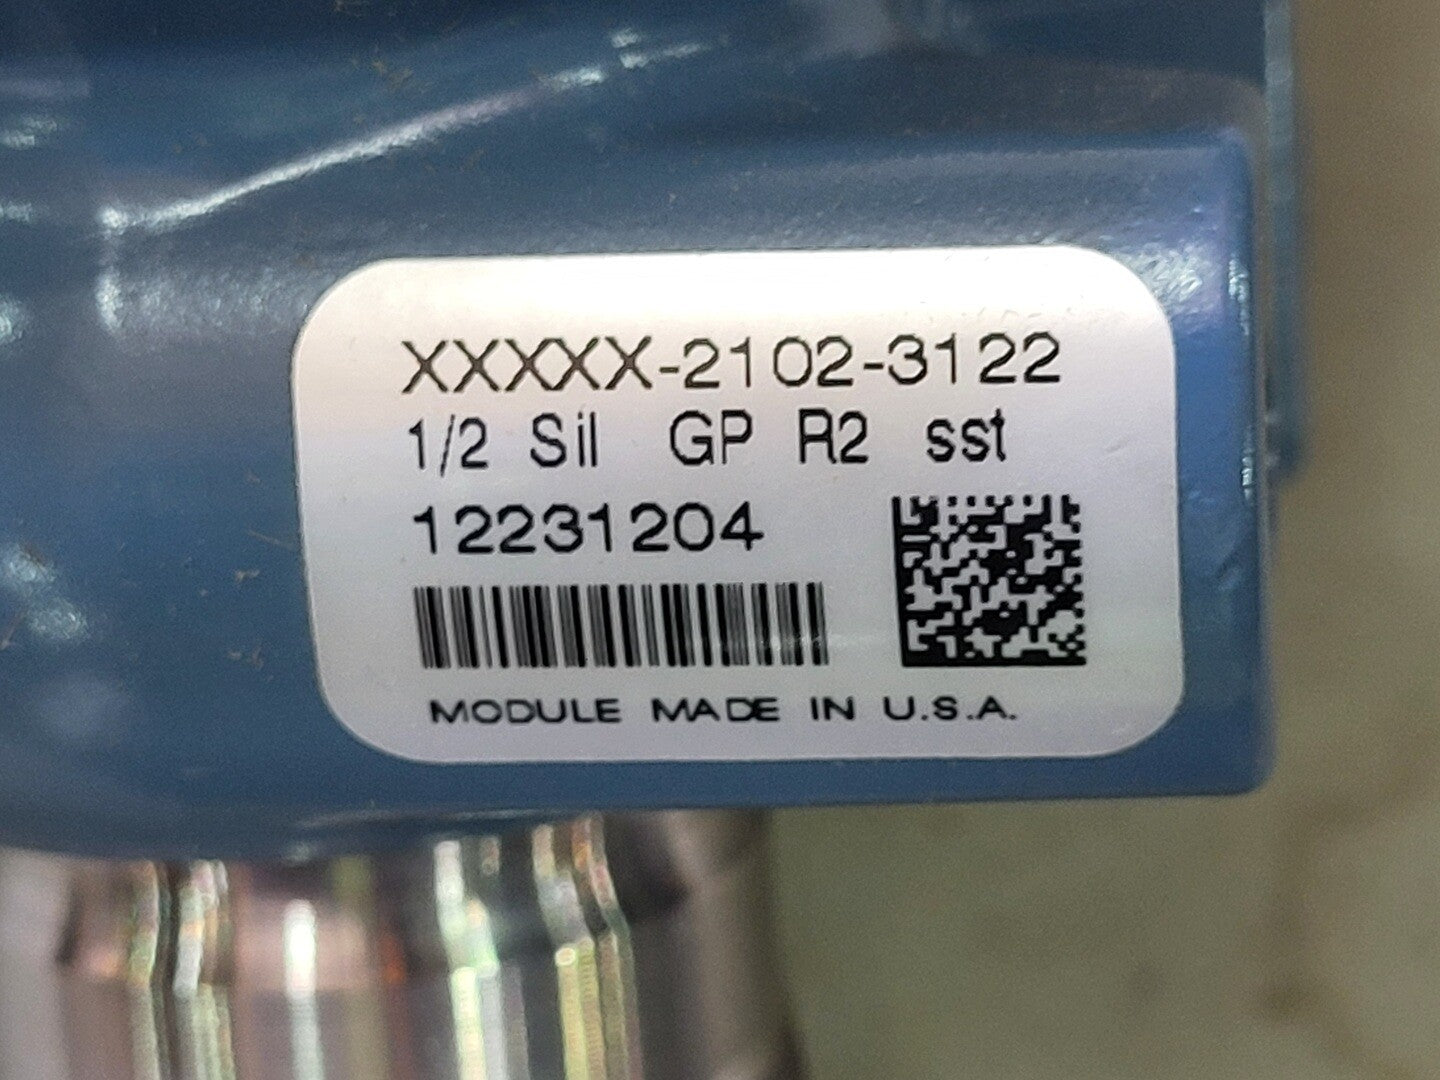 XXXXX-2102-3122
1/2 Sil GP R2 sst
12231204
MODULE MADE IN U.S.A.